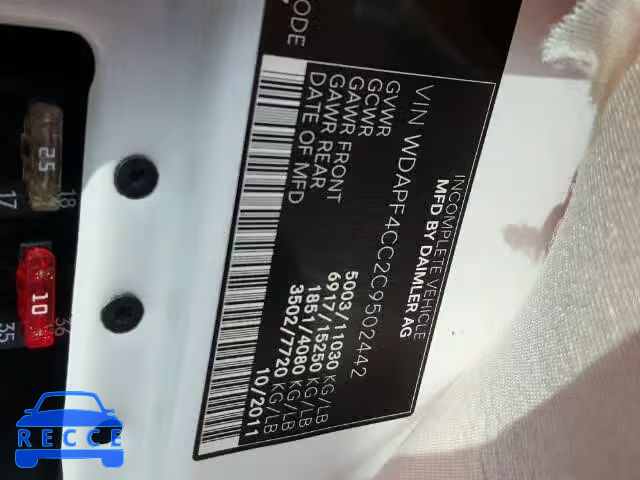 INCOMPLETE VEHICLE
MFD BY DAIMLER AG
VIN WDAPF4CC2C9502442
GVWR 5003/11030 KG/LB
GCWR 6917/15250 KG/LB
GAWR FRONT 1851/4080 KG/LB
GAWR REAR 3502/7720 KG/LB
DATE OF MFD 10/2011
ODE
25
17 18
10
35 36
RECCE